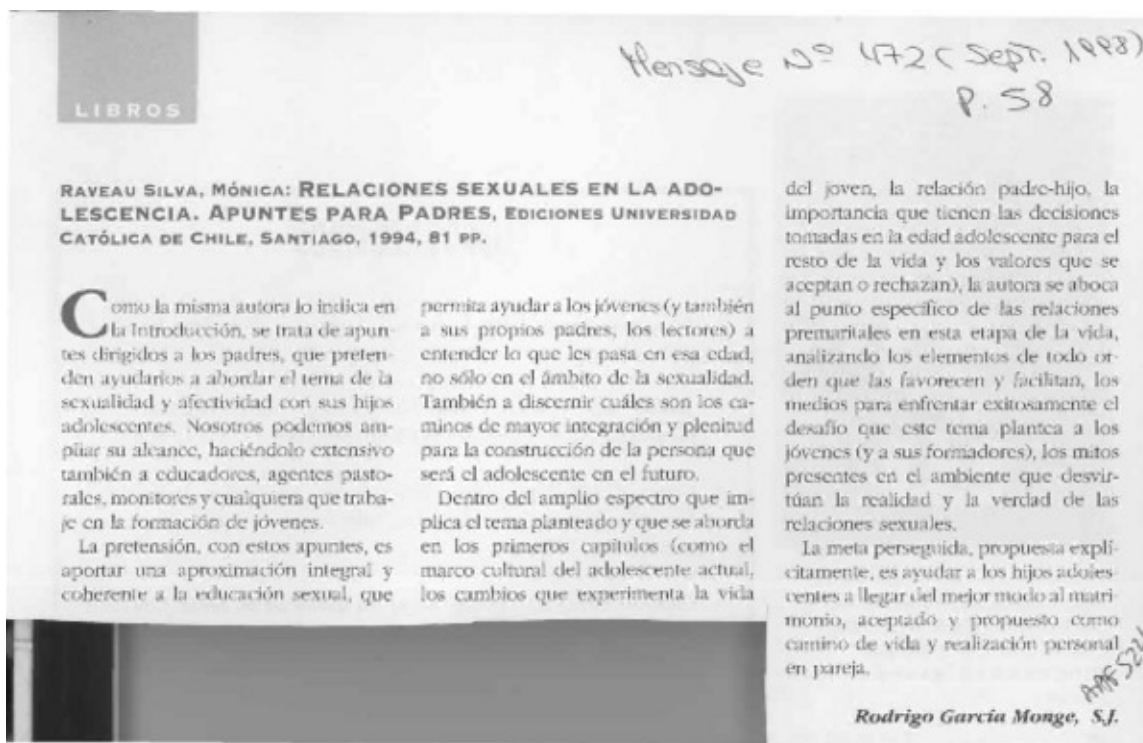 LIBROS
Mensaje Nº 472 (Sept. 1998)
P. 58
RAVEAU SILVA, MÓNICA: RELACIONES SEXUALES EN LA ADO-
LESCENCIA. APUNTES PARA PADRES, EDICIONES UNIVERSIDAD
CATÓLICA DE CHILE, SANTIAGO, 1994, 81 PP.
Como la misma autora lo indica en
la Introducción, se trata de apun-
tes dirigidos a los padres, que preten-
den ayudarlos a abordar el tema de la
sexualidad y afectividad con sus hijos
adolescentes. Nosotros podemos am-
pliar su alcance, haciéndolo extensivo
también a educadores, agentes pasto-
rales, monitores y cualquiera que traba-
je en la formación de jóvenes.
La pretensión, con estos apuntes, es
aportar una aproximación integral y
coherente a la educación sexual, que
permita ayudar a los jóvenes (y también
a sus propios padres, los lectores) a
entender lo que les pasa en esa edad,
no sólo en el ámbito de la sexualidad.
También a discernir cuáles son los ca-
minos de mayor integración y plenitud
para la construcción de la persona que
será el adolescente en el futuro.
Dentro del amplio espectro que im-
plica el tema planteado y que se aborda
en los primeros capítulos (como el
marco cultural del adolescente actual,
los cambios que experimenta la vida
del joven, la relación padre-hijo, la
importancia que tienen las decisiones
tomadas en la edad adolescente para el
resto de la vida y los valores que se
aceptan o rechazan), la autora se aboca
al punto específico de las relaciones
premaritales en esta etapa de la vida,
analizando los elementos de todo or-
den que las favorecen y facilitan, los
medios para enfrentar exitosamente el
desafío que este tema plantea a los
jóvenes (y a sus formadores), los mitos
presentes en el ambiente que desvir-
túan la realidad y la verdad de las
relaciones sexuales.
La meta perseguida, propuesta explí-
citamente, es ayudar a los hijos adoles-
centes a llegar del mejor modo al matri-
monio, aceptado y propuesto como
camino de vida y realización personal
en pareja.
Rodrigo García Monge, S.J.